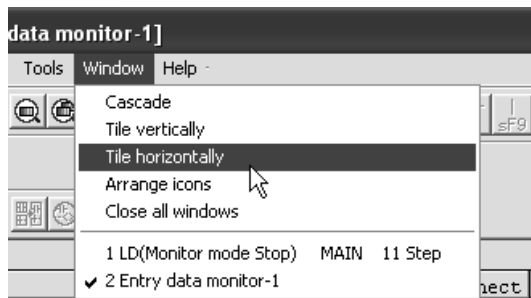 data monitor-1]
Tools Window Help
Cascade
Tile vertically
sF9
Tile horizontally
Arrange icons
Close all windows
1 LD(Monitor mode Stop) MAIN 11 Step
✔ 2 Entry data monitor-1
nect